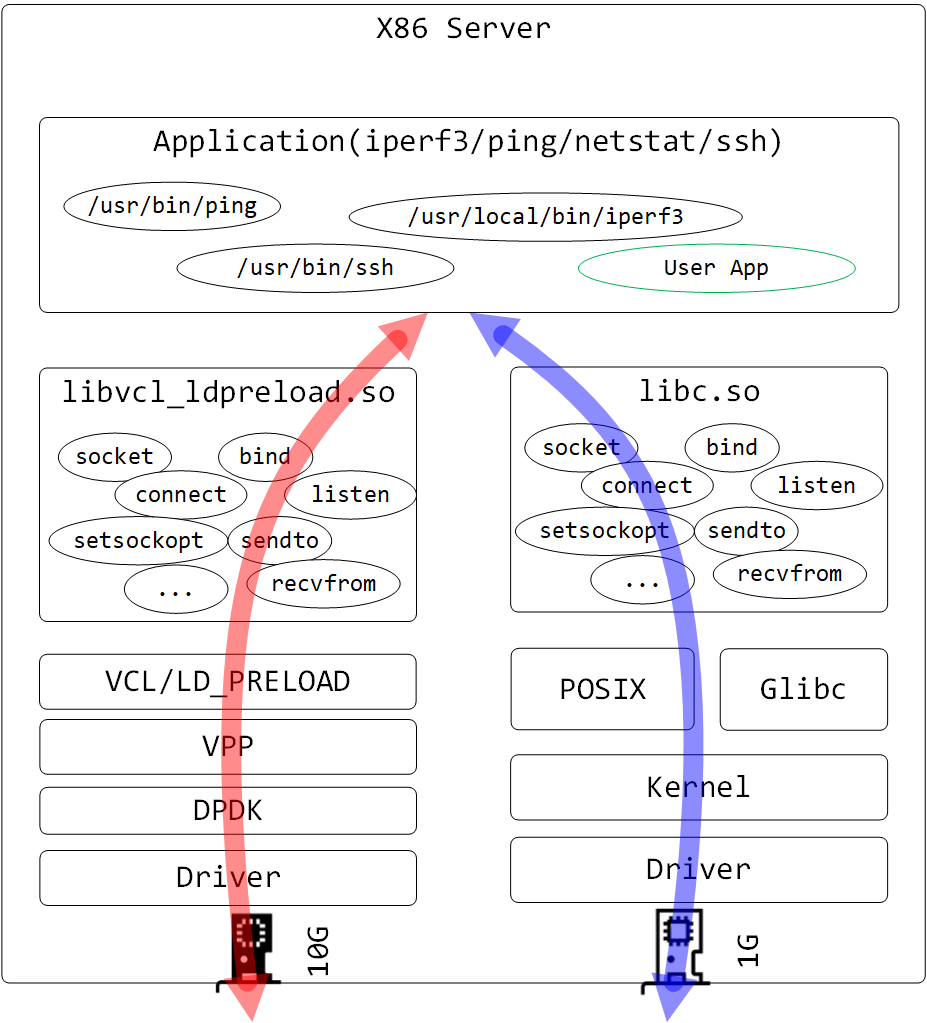 X86 Server
Application(iperf3/ping/netstat/ssh)
/usr/bin/ping
/usr/local/bin/iperf3
/usr/bin/ssh
User App
libvcl_ldpreload.so
socket
bind
connect
listen
setsockopt
sendto
...
recvfrom
VCL/LD_PRELOAD
VPP
DPDK
Driver
10G
libc.so
socket
bind
connect
listen
setsockopt
sendto
...
recvfrom
POSIX
Glibc
Kernel
Driver
1G